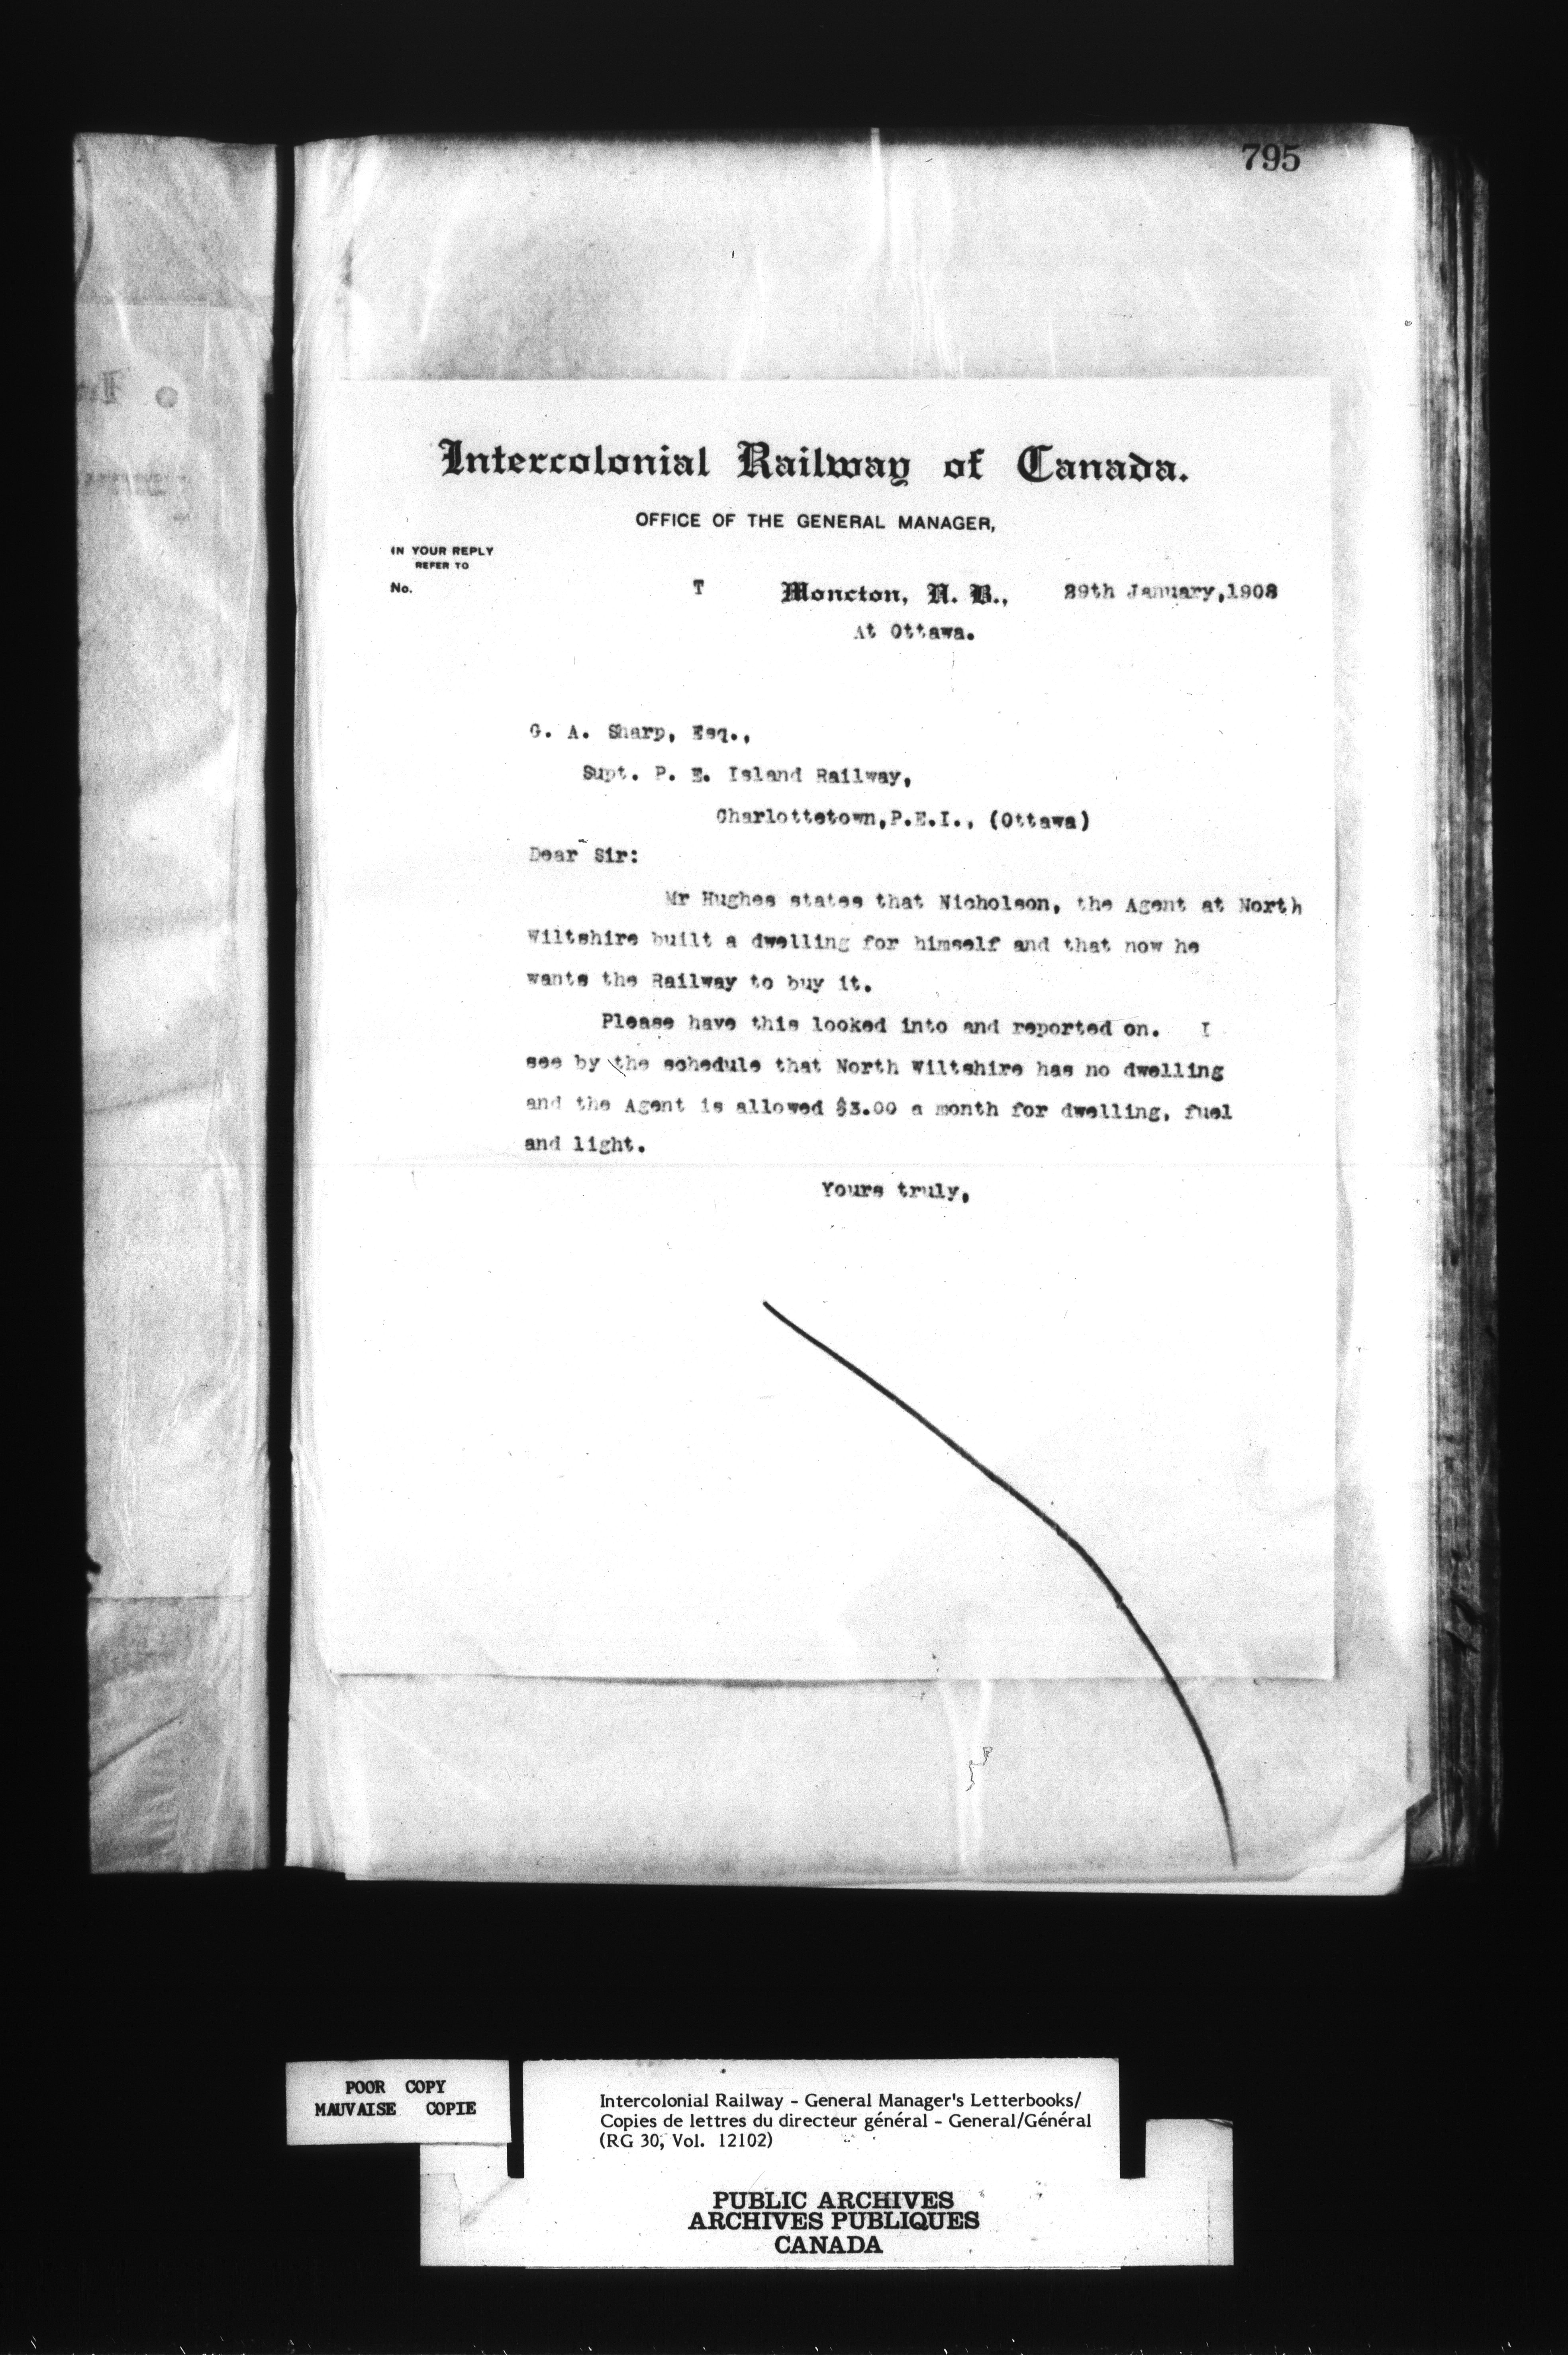 795
Intercolonial Railway of Canada.
OFFICE OF THE GENERAL MANAGER,
IN YOUR REPLY
REFER TO
No.
T Moncton, N. B., 29th January,1908
At Ottawa.
G. A. Sharp, Esq.,
Supt. P. E. Island Railway,
Charlottetown,P.E.I., (Ottawa)
Dear Sir:
Mr Hughes states that Nicholson, the Agent at North
Wiltshire built a dwelling for himself and that now he
wants the Railway to buy it.
Please have this looked into and reported on. I
see by the schedule that North Wiltshire has no dwelling
and the Agent is allowed $3.00 a month for dwelling, fuel
and light.
Yours truly,
POOR COPY
MAUVAISE COPIE
Intercolonial Railway - General Manager's Letterbooks/
Copies de lettres du directeur général - General/Général
(RG 30, Vol. 12102)
PUBLIC ARCHIVES
ARCHIVES PUBLIQUES
CANADA